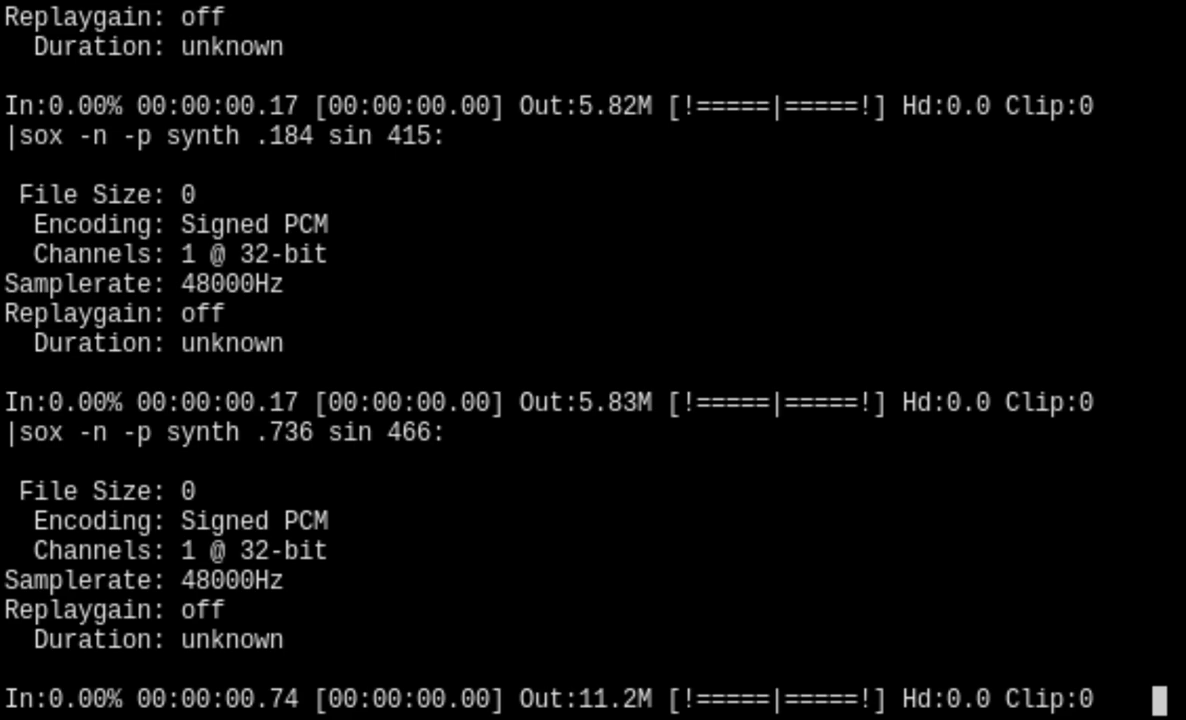 Replaygain: off
  Duration: unknown

In:0.00% 00:00:00.17 [00:00:00.00] Out:5.82M [!=====|=====!] Hd:0.0 Clip:0
|sox -n -p synth .184 sin 415:

 File Size: 0
  Encoding: Signed PCM
  Channels: 1 @ 32-bit
Samplerate: 48000Hz
Replaygain: off
  Duration: unknown

In:0.00% 00:00:00.17 [00:00:00.00] Out:5.83M [!=====|=====!] Hd:0.0 Clip:0
|sox -n -p synth .736 sin 466:

 File Size: 0
  Encoding: Signed PCM
  Channels: 1 @ 32-bit
Samplerate: 48000Hz
Replaygain: off
  Duration: unknown

In:0.00% 00:00:00.74 [00:00:00.00] Out:11.2M [!=====|=====!] Hd:0.0 Clip:0